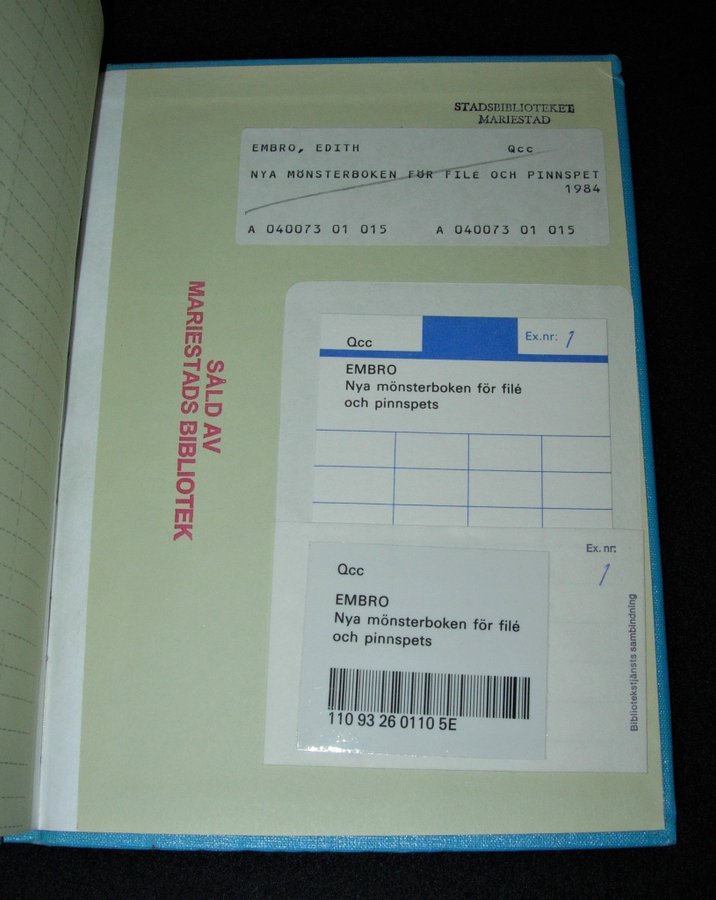 STADSBIBLIOTEKET
MARIESTAD
EMBRO, EDITH Qcc
NYA MÖNSTERBOKEN FÖR FILÉ OCH PINNSPET
1984
A 040073 01 015 A 040073 01 015
SÅLD AV
MARIESTADS BIBLIOTEK
Qcc Ex.nr: 1
EMBRO
Nya mönsterboken för filé
och pinnspets
Ex. nr:
1
Qcc
EMBRO
Nya mönsterboken för filé
och pinnspets
110 93 26 0110 5E
Bibliotekstjänsts sambindning